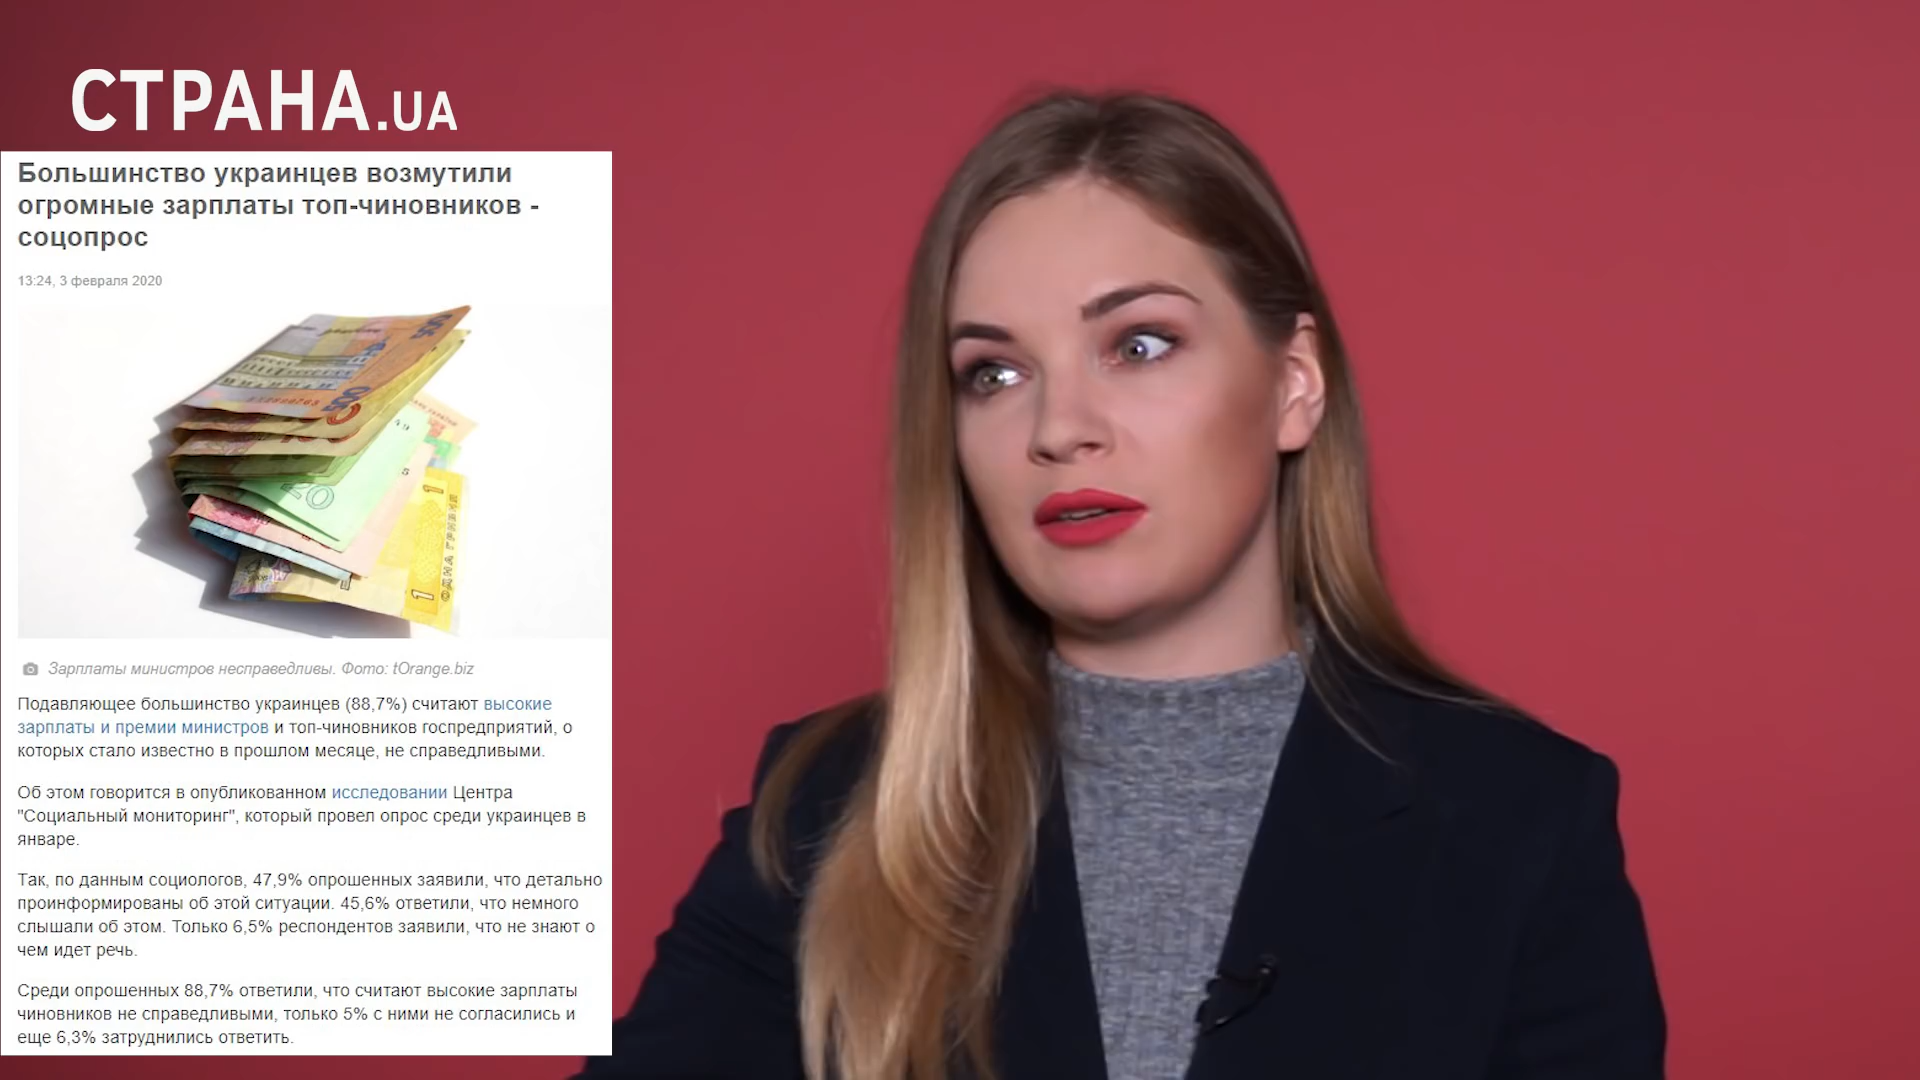 СТРАНА.UA
Большинство украинцев возмутили
огромные зарплаты топ-чиновников -
соцопрос
13:24, 3 февраля 2020
500
1
1
Зарплаты министров несправедливы. Фото: tOrange.biz
Подавляющее большинство украинцев (88,7%) считают высокие
зарплаты и премии министров и топ-чиновников госпредприятий, о
которых стало известно в прошлом месяце, не справедливыми.
Об этом говорится в опубликованном исследовании Центра
"Социальный мониторинг", который провел опрос среди украинцев в
январе.
Так, по данным социологов, 47,9% опрошенных заявили, что детально
проинформированы об этой ситуации. 45,6% ответили, что немного
слышали об этом. Только 6,5% респондентов заявили, что не знают о
чем идет речь.
Среди опрошенных 88,7% ответили, что считают высокие зарплаты
чиновников не справедливыми, только 5% с ними не согласились и
еще 6,3% затруднились ответить.